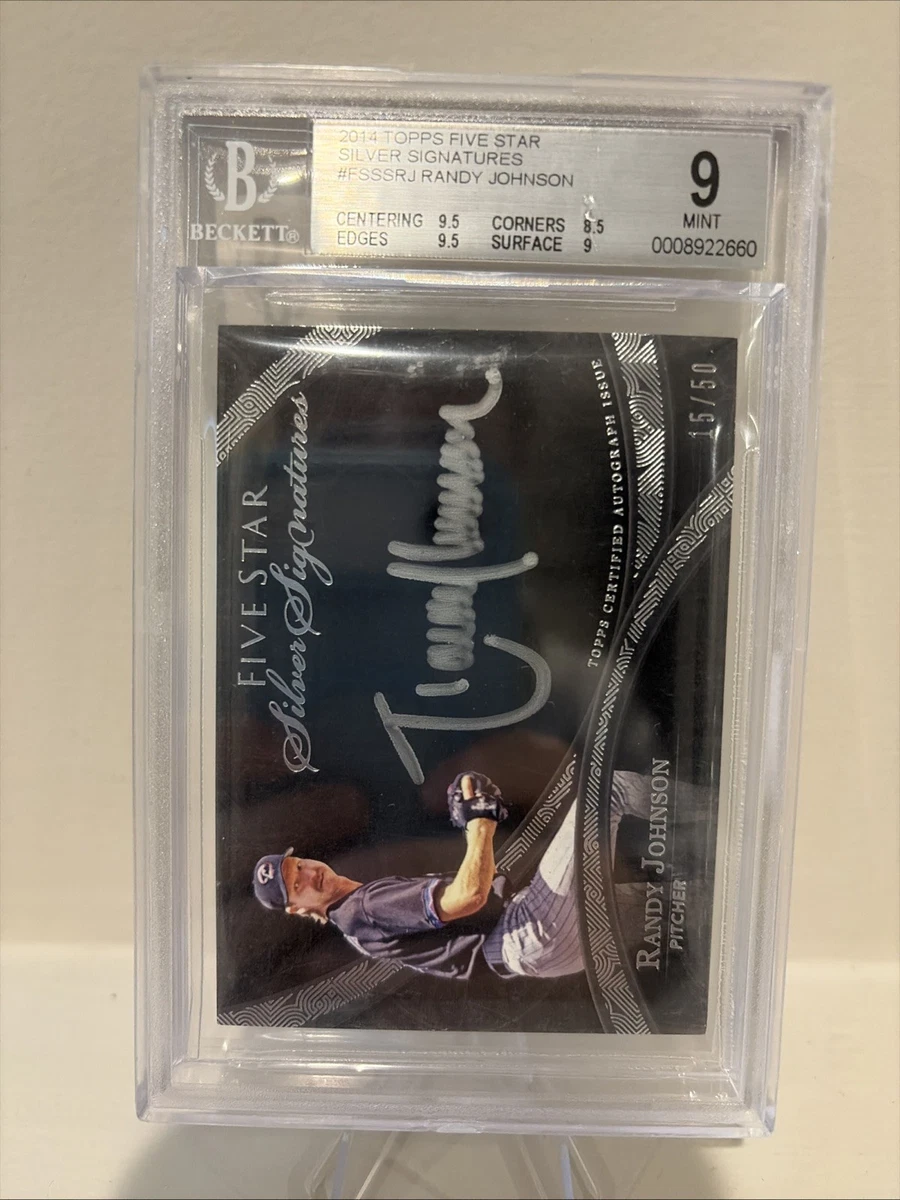 2014 TOPPS FIVE STAR
SILVER SIGNATURES
#FSSSRJ RANDY JOHNSON
CENTERING 9.5 CORNERS 8.5
EDGES 9.5 SURFACE 9
9
MINT
0008922660
B
BECKETT®
FIVE STAR
Silver Signatures
TOPPS CERTIFIED AUTOGRAPH ISSUE
15/50
RANDY JOHNSON
PITCHER